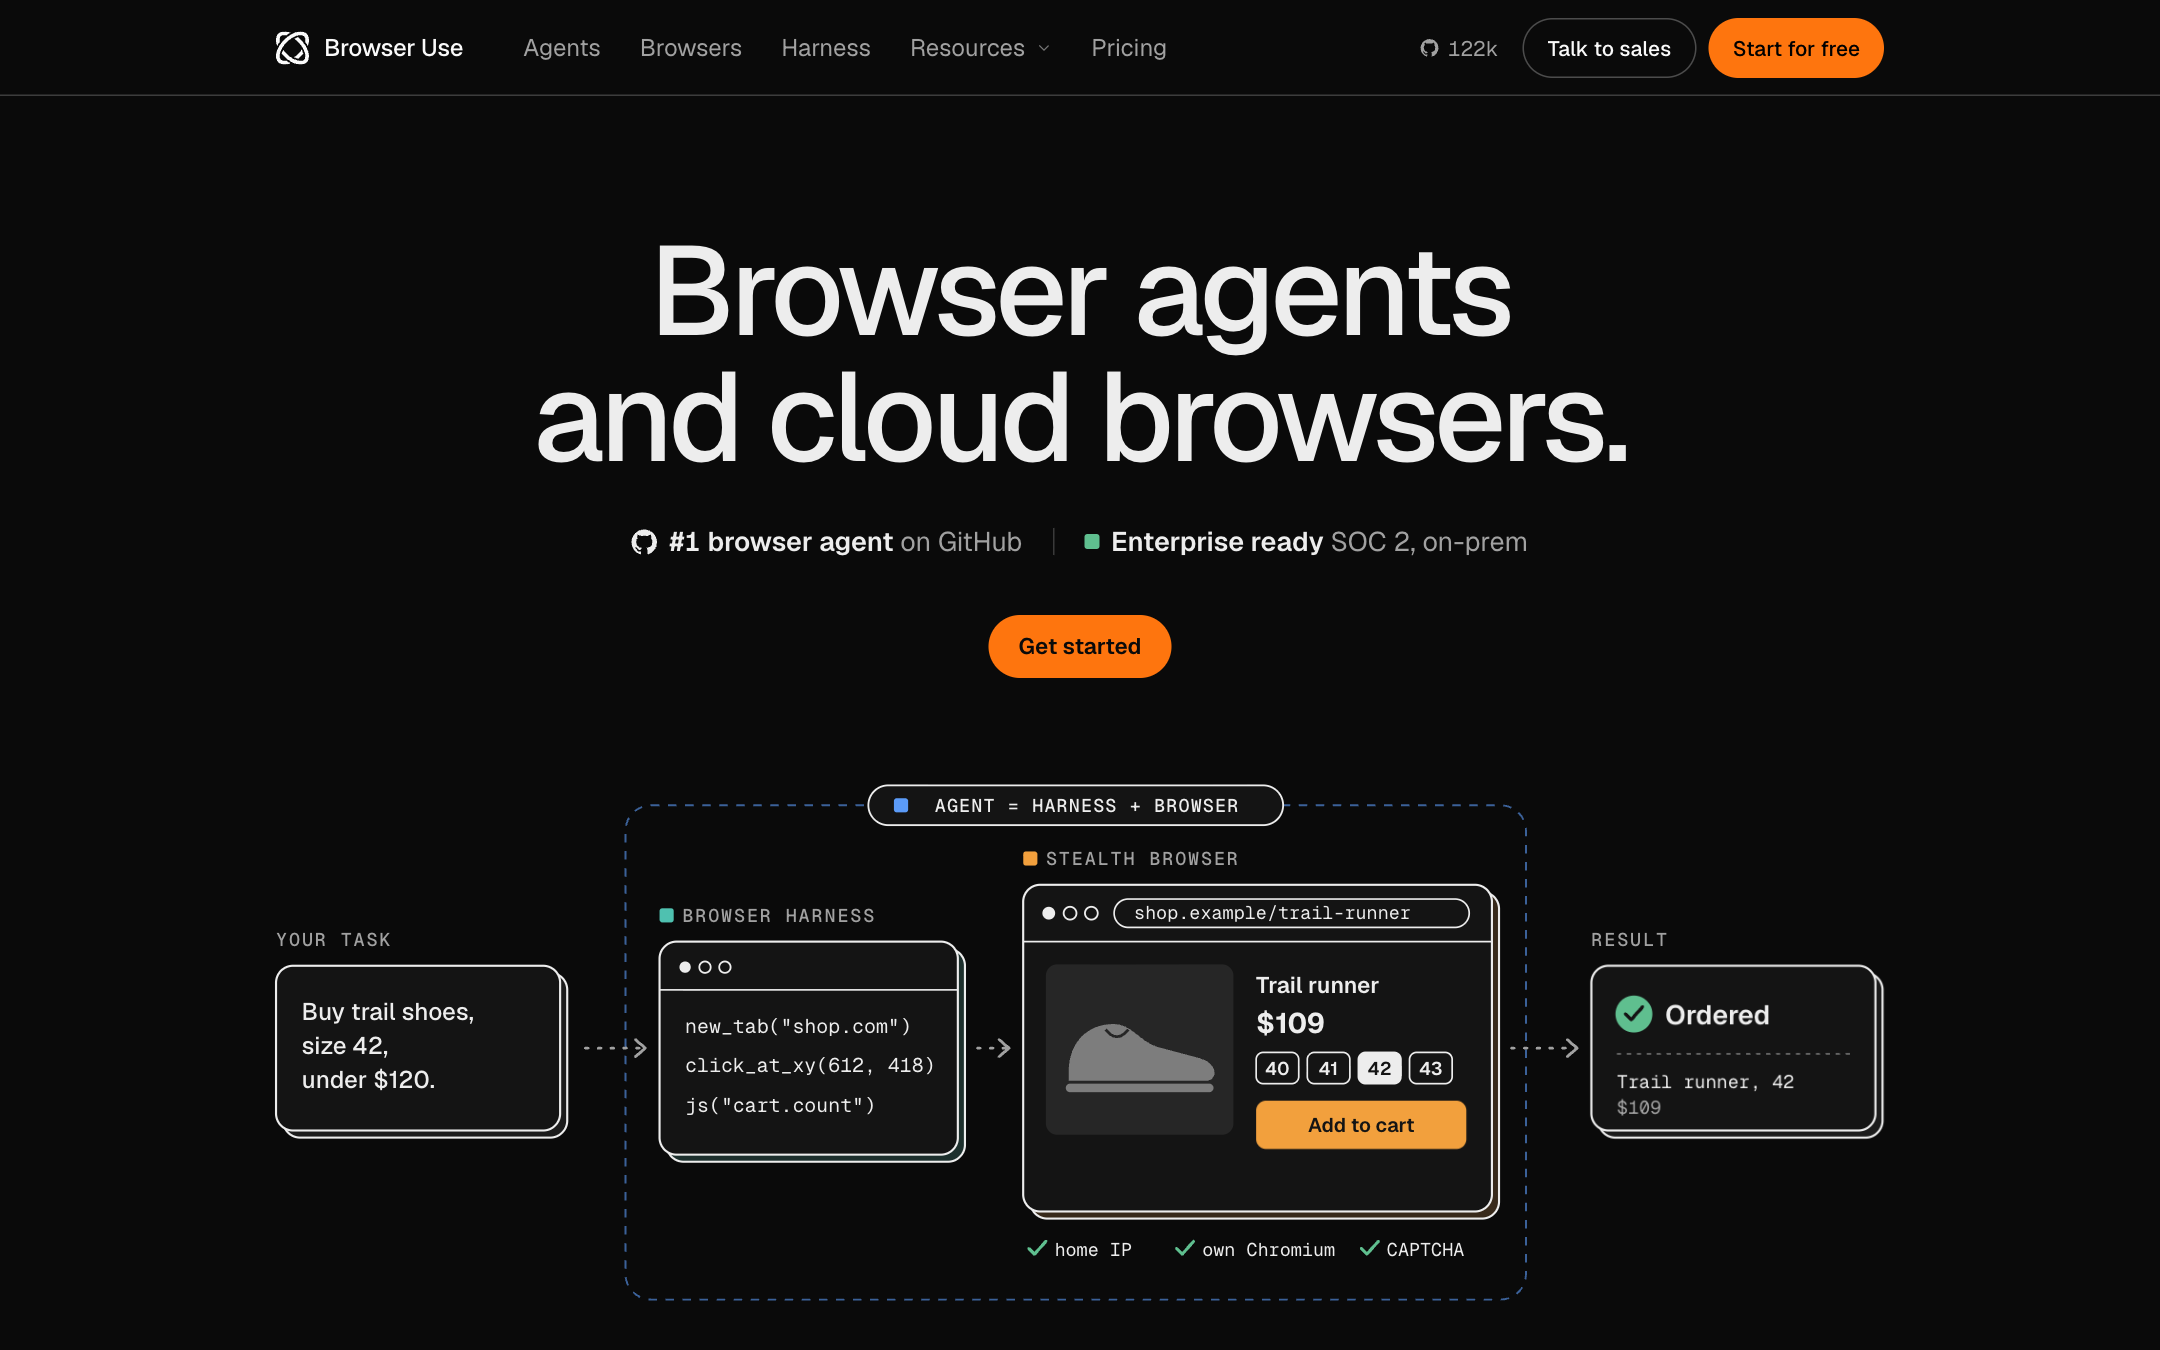 Browser Use
Agents
Browsers
Harness
Resources
Pricing
122k
Talk to sales
Start for free
Browser agents
and cloud browsers.
#1 browser agent on GitHub
Enterprise ready SOC 2, on-prem
Get started
AGENT = HARNESS + BROWSER
YOUR TASK
Buy trail shoes,
size 42,
under $120.
BROWSER HARNESS
new_tab("shop.com")
click_at_xy(612, 418)
js("cart.count")
STEALTH BROWSER
shop.example/trail-runner
Trail runner
$109
40 41 42 43
Add to cart
home IP
own Chromium
CAPTCHA
RESULT
Ordered
Trail runner, 42
$109